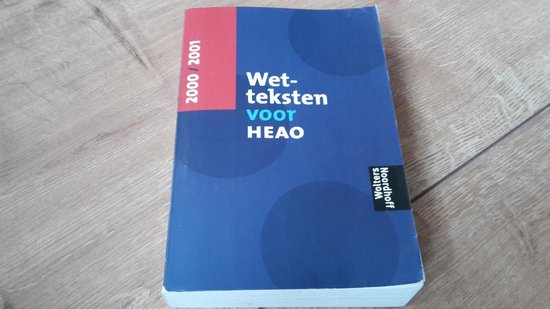 2000 / 2001
Wet-
teksten
voor
HEAO
Wolters
Noordhoff